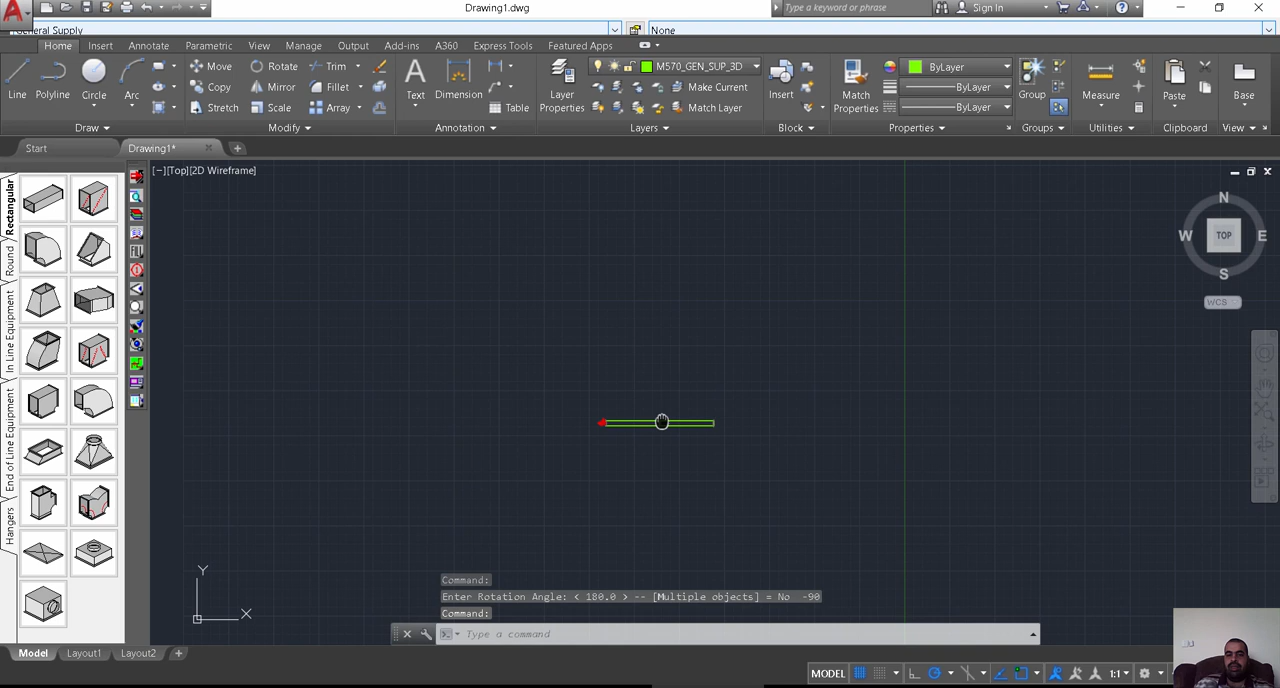 Drawing1.dwg
Type a keyword or phrase
Sign In
General Supply
None
Home Insert Annotate Parametric View Manage Output Add-ins A360 Express Tools Featured Apps
Line
Polyline
Circle
Arc
Move
Rotate
Trim
Copy
Mirror
Fillet
Stretch
Scale
Array
Text
Dimension
Table
Layer
Properties
M570_GEN_SUP_3D
Make Current
Match Layer
Insert
Match
Properties
ByLayer
ByLayer
ByLayer
Group
Measure
Paste
Base
Draw
Modify
Annotation
Layers
Block
Properties
Groups
Utilities
Clipboard
View
Start
Drawing1*
[−][Top][2D Wireframe]
Rectangular
Round
In Line Equipment
End of Line Equipment
Hangers
N
W
TOP
E
S
WCS
Y
X
Command:
Enter Rotation Angle: < 180.0 > -- [Multiple objects] = No -90
Command:
Type a command
Model
Layout1
Layout2
MODEL
1:1